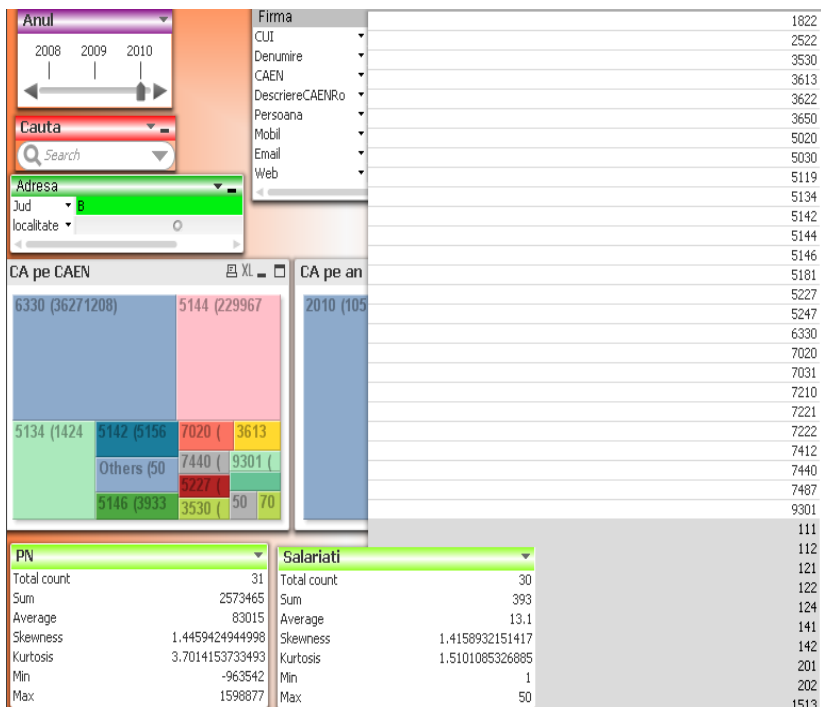 Anul
2008 2009 2010
Cauta
Search
Adresa
Jud B
localitate
Firma
CUI
Denumire
CAEN
DescriereCAENRo
Persoana
Mobil
Email
Web
CA pe CAEN XL
6330 (36271208) 5144 (229967
5134 (1424 5142 (5156 7020 ( 3613
Others (50 7440 ( 9301 (
5227 (
5146 (3933 3530 ( 50 70
CA pe an
2010 (105
PN
Total count 31
Sum 2573465
Average 83015
Skewness 1.4459424944998
Kurtosis 3.7014153733493
Min -963542
Max 1598877
Salariati
Total count 30
Sum 393
Average 13.1
Skewness 1.4158932151417
Kurtosis 1.5101085326885
Min 1
Max 50
1822
2522
3530
3613
3622
3650
5020
5030
5119
5134
5142
5144
5146
5181
5227
5247
6330
7020
7031
7210
7221
7222
7412
7440
7487
9301
111
112
121
122
124
141
142
201
202
1513